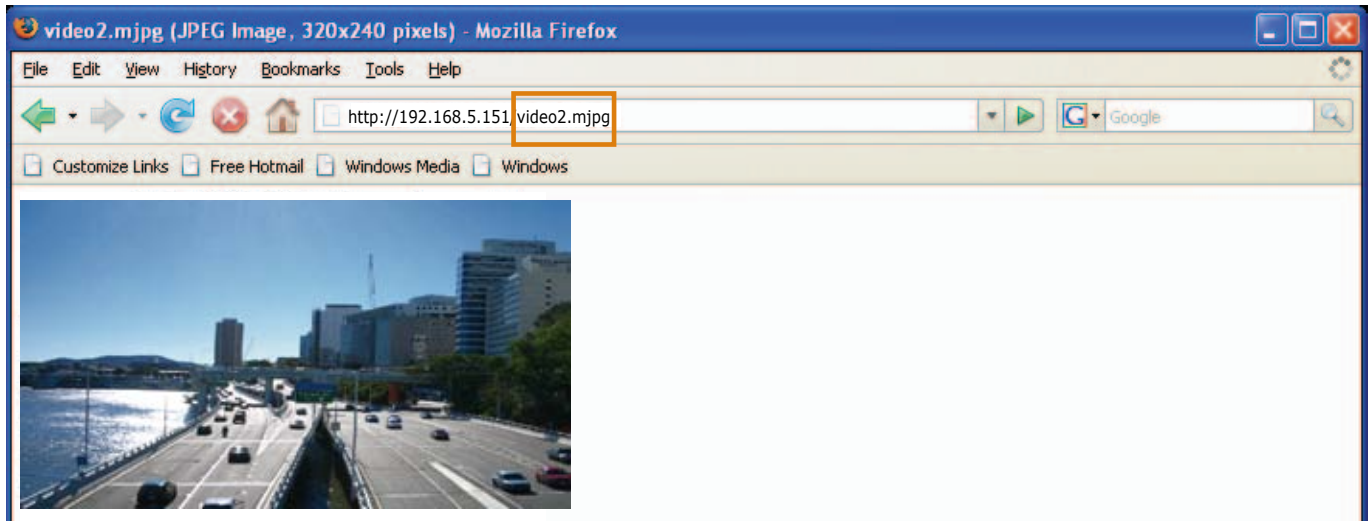 video2.mjpg (JPEG Image, 320x240 pixels) - Mozilla Firefox
File Edit View History Bookmarks Tools Help
http://192.168.5.151/video2.mjpg G Google
Customize Links Free Hotmail Windows Media Windows